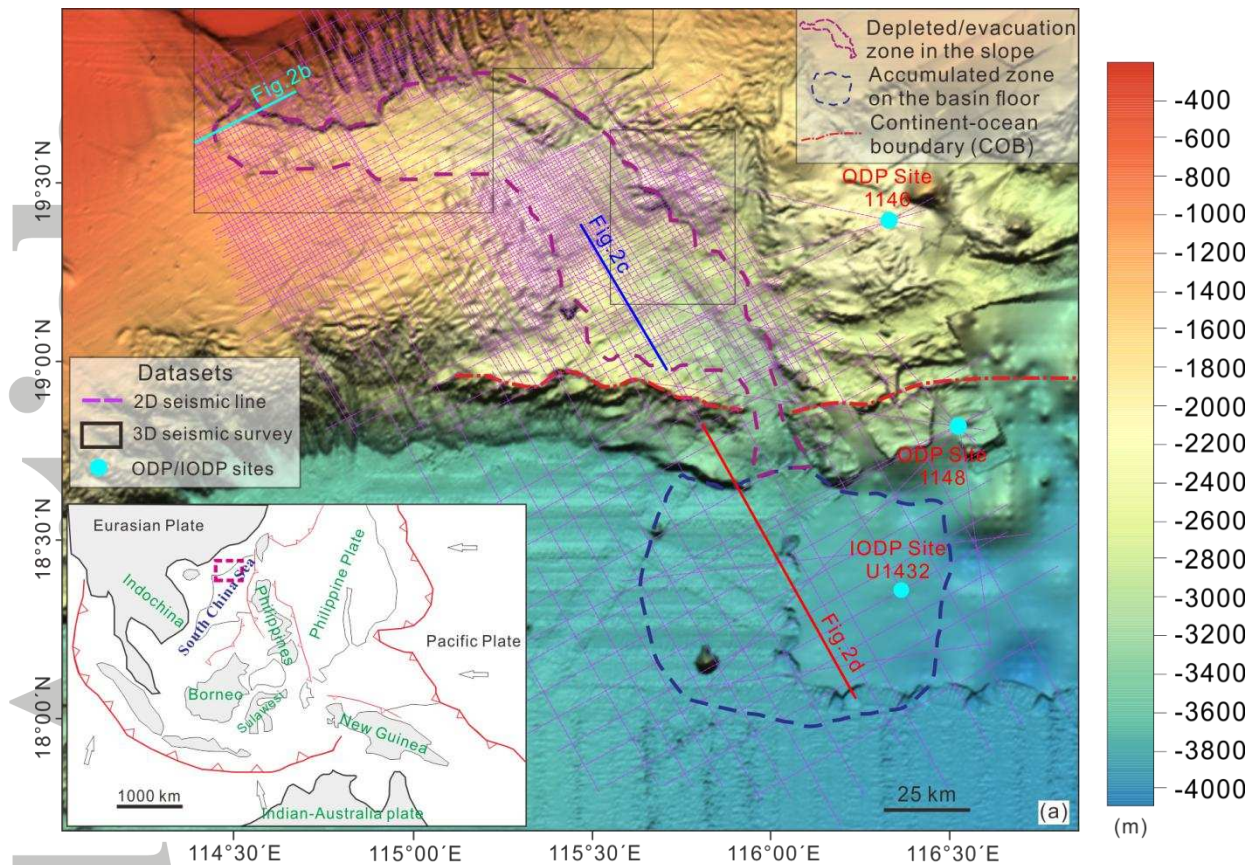 Depleted/evacuation
zone in the slope
Accumulated zone
on the basin floor
Continent-ocean
boundary (COB)
Fig.2b
ODP Site
1146
Fig.2c
Datasets
2D seismic line
3D seismic survey
ODP/IODP sites
ODP Site
1148
IODP Site
U1432
Fig.2d
Eurasian Plate
Indochina
South China Sea
Philippines
Philippine Plate
Pacific Plate
Borneo
Sulawesi
New Guinea
1000 km
Indian-Australia plate
25 km
(a)
19°30´N
19°00´N
18°30´N
18°00´N
114°30´E
115°00´E
115°30´E
116°00´E
116°30´E
-400
-600
-800
-1000
-1200
-1400
-1600
-1800
-2000
-2200
-2400
-2600
-2800
-3000
-3200
-3400
-3600
-3800
-4000
(m)